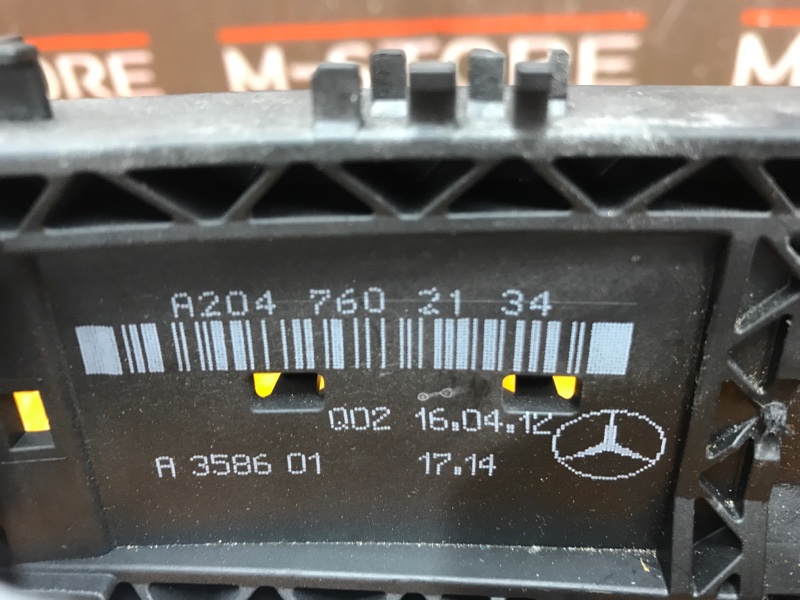 M-STORE
A204 760 21 34
Q02 16.04.12
A 3586 01 17.14